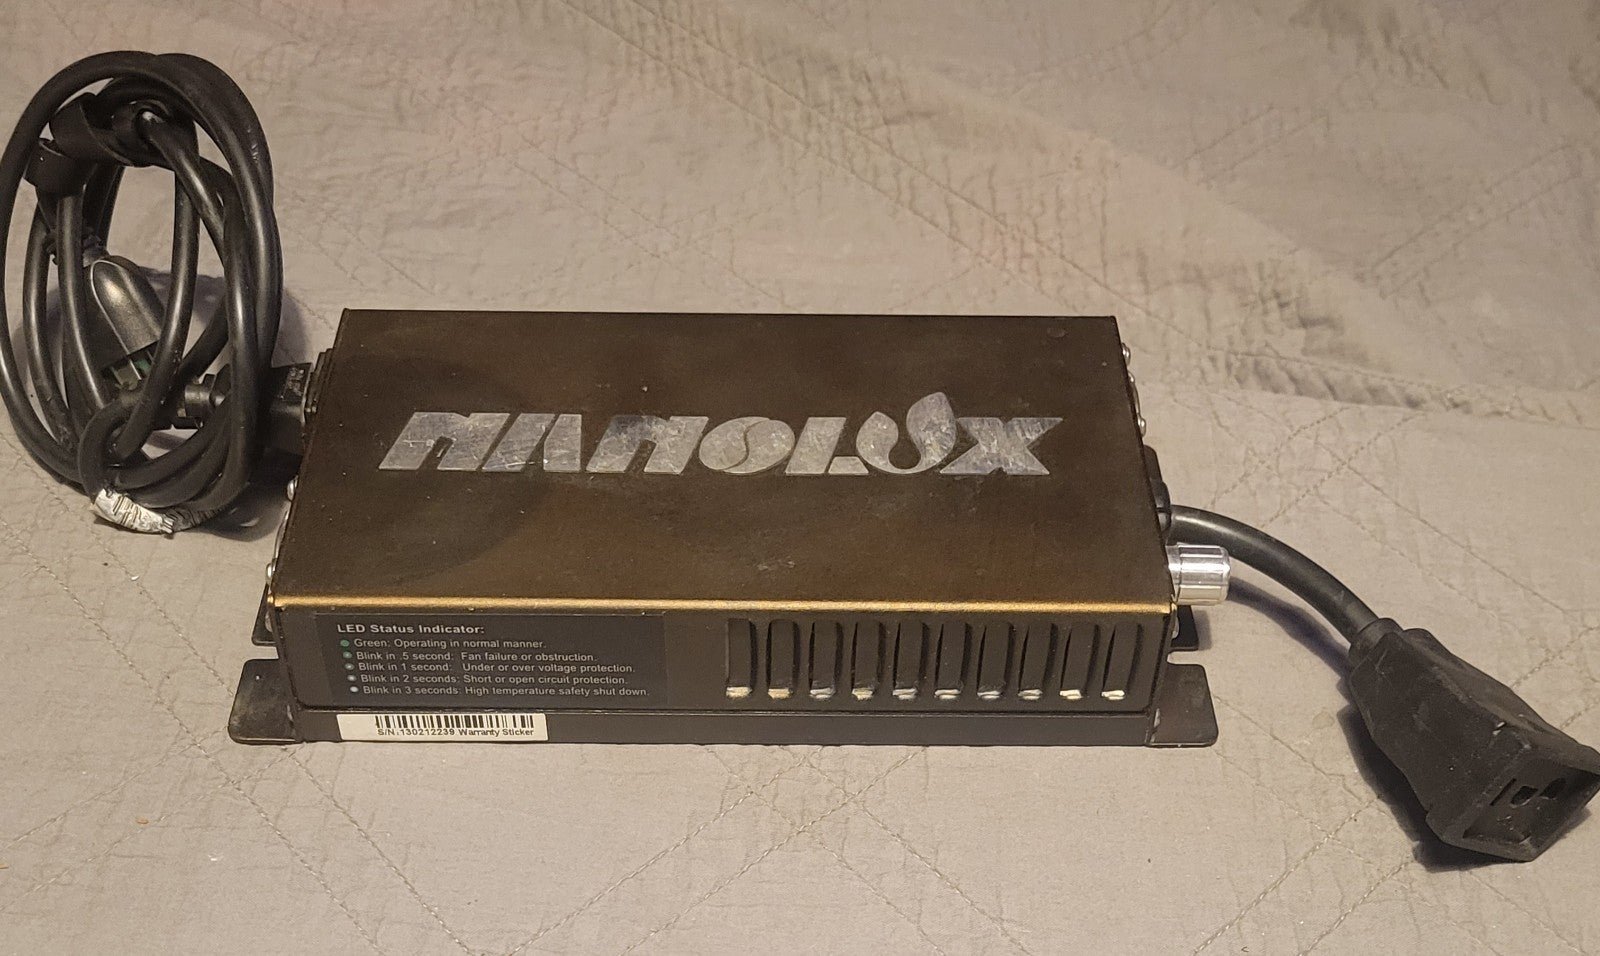 NANOLUX
LED Status Indicator:
Green: Operating in normal manner.
Blink in .5 second: Fan failure or obstruction.
Blink in 1 second: Under or over voltage protection.
Blink in 2 seconds: Short or open circuit protection.
Blink in 3 seconds: High temperature safety shut down.
S/N:130212239 Warranty Sticker